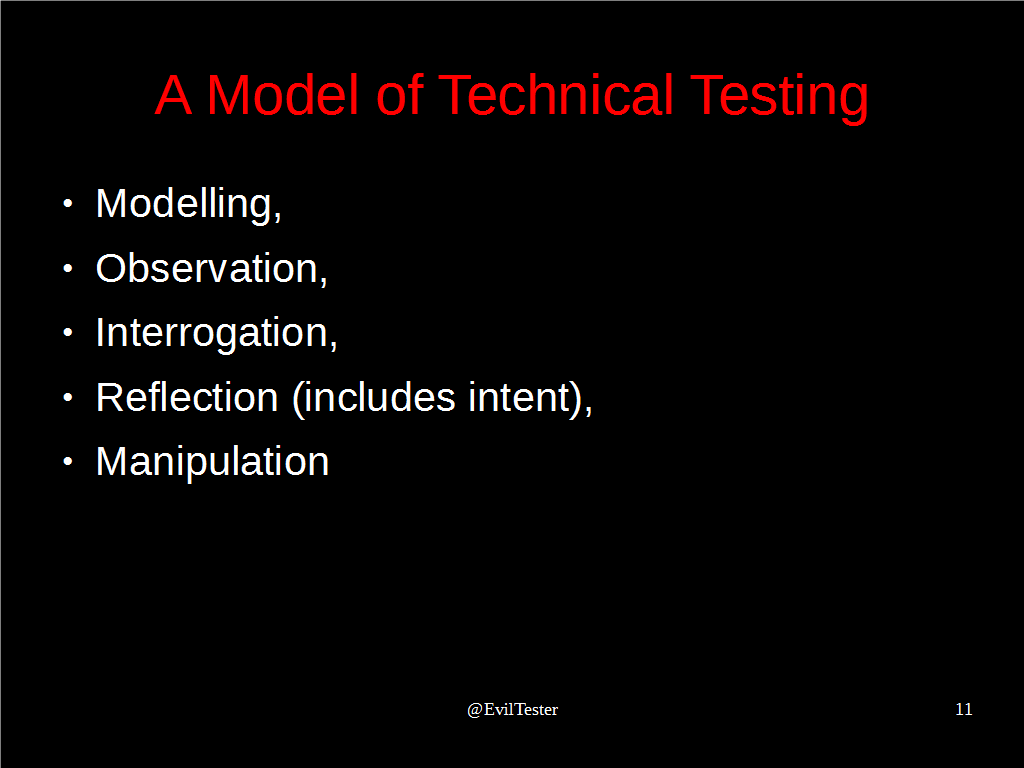 A Model of Technical Testing
• Modelling,
• Observation,
• Interrogation,
• Reflection (includes intent),
• Manipulation
@EvilTester
11